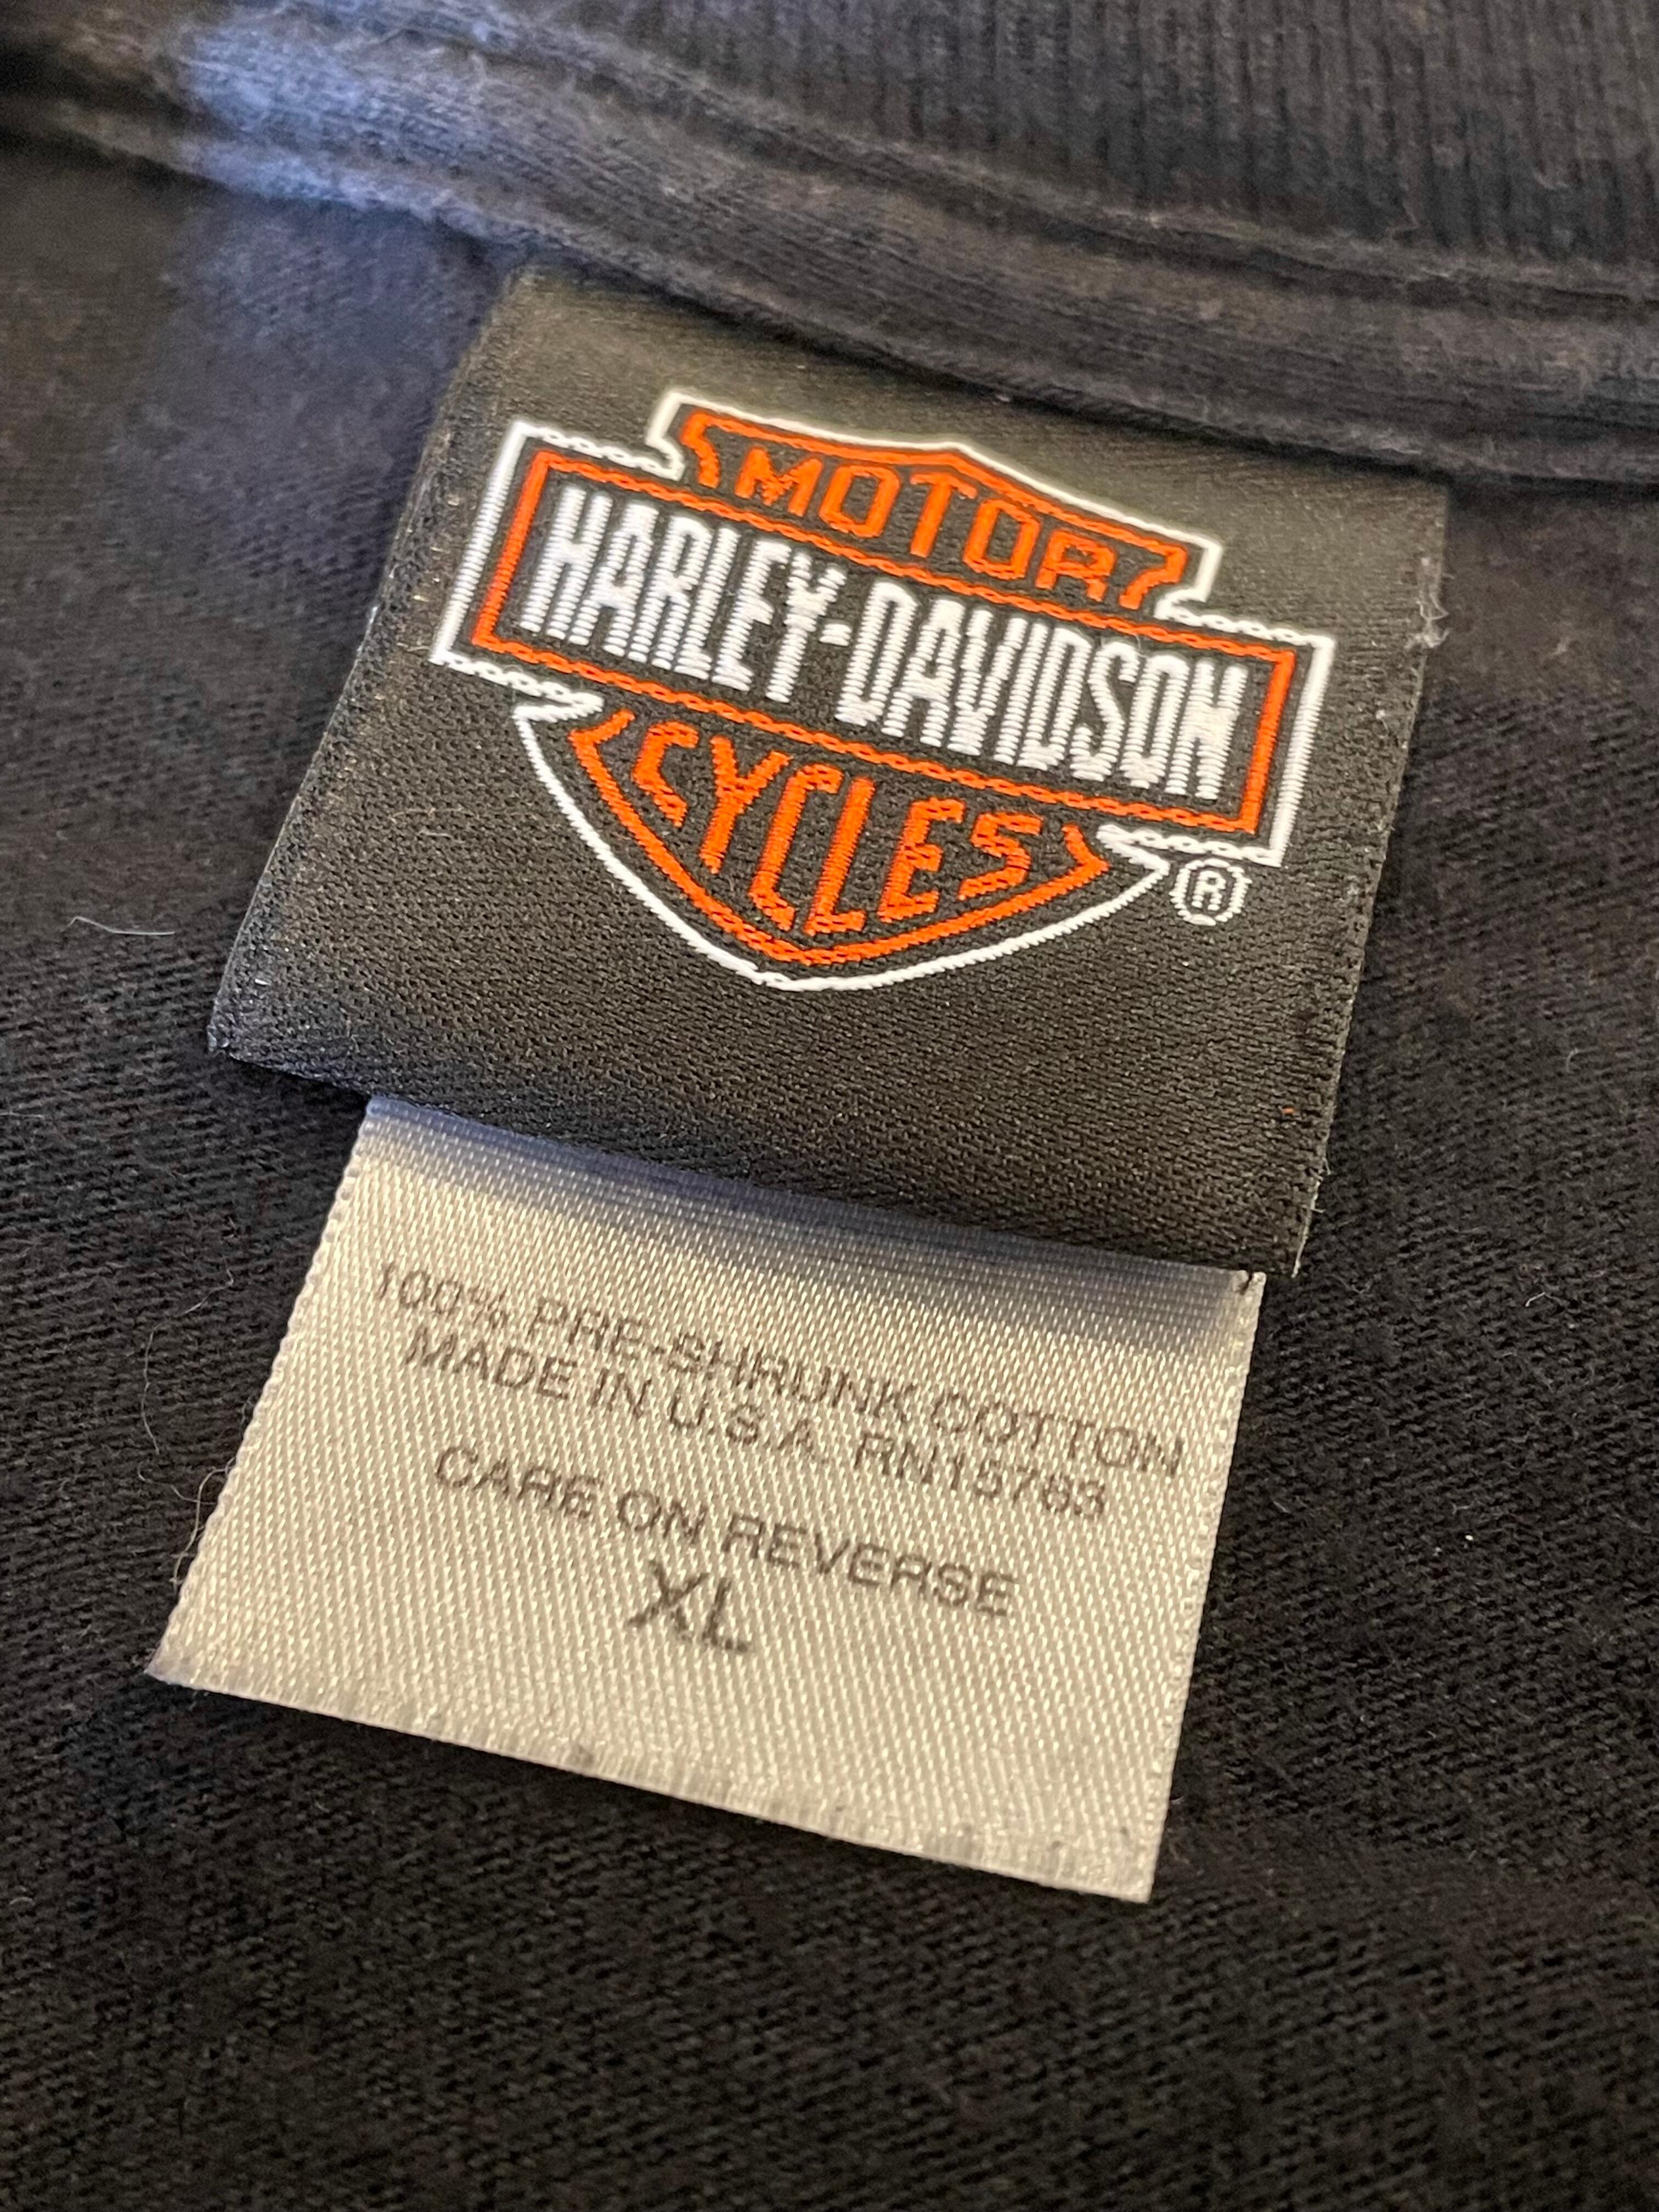 MOTOR
HARLEY-DAVIDSON
CYCLES
®
100% PRE-SHRUNK COTTON
MADE IN U.S.A. RN15763
CARE ON REVERSE
XL